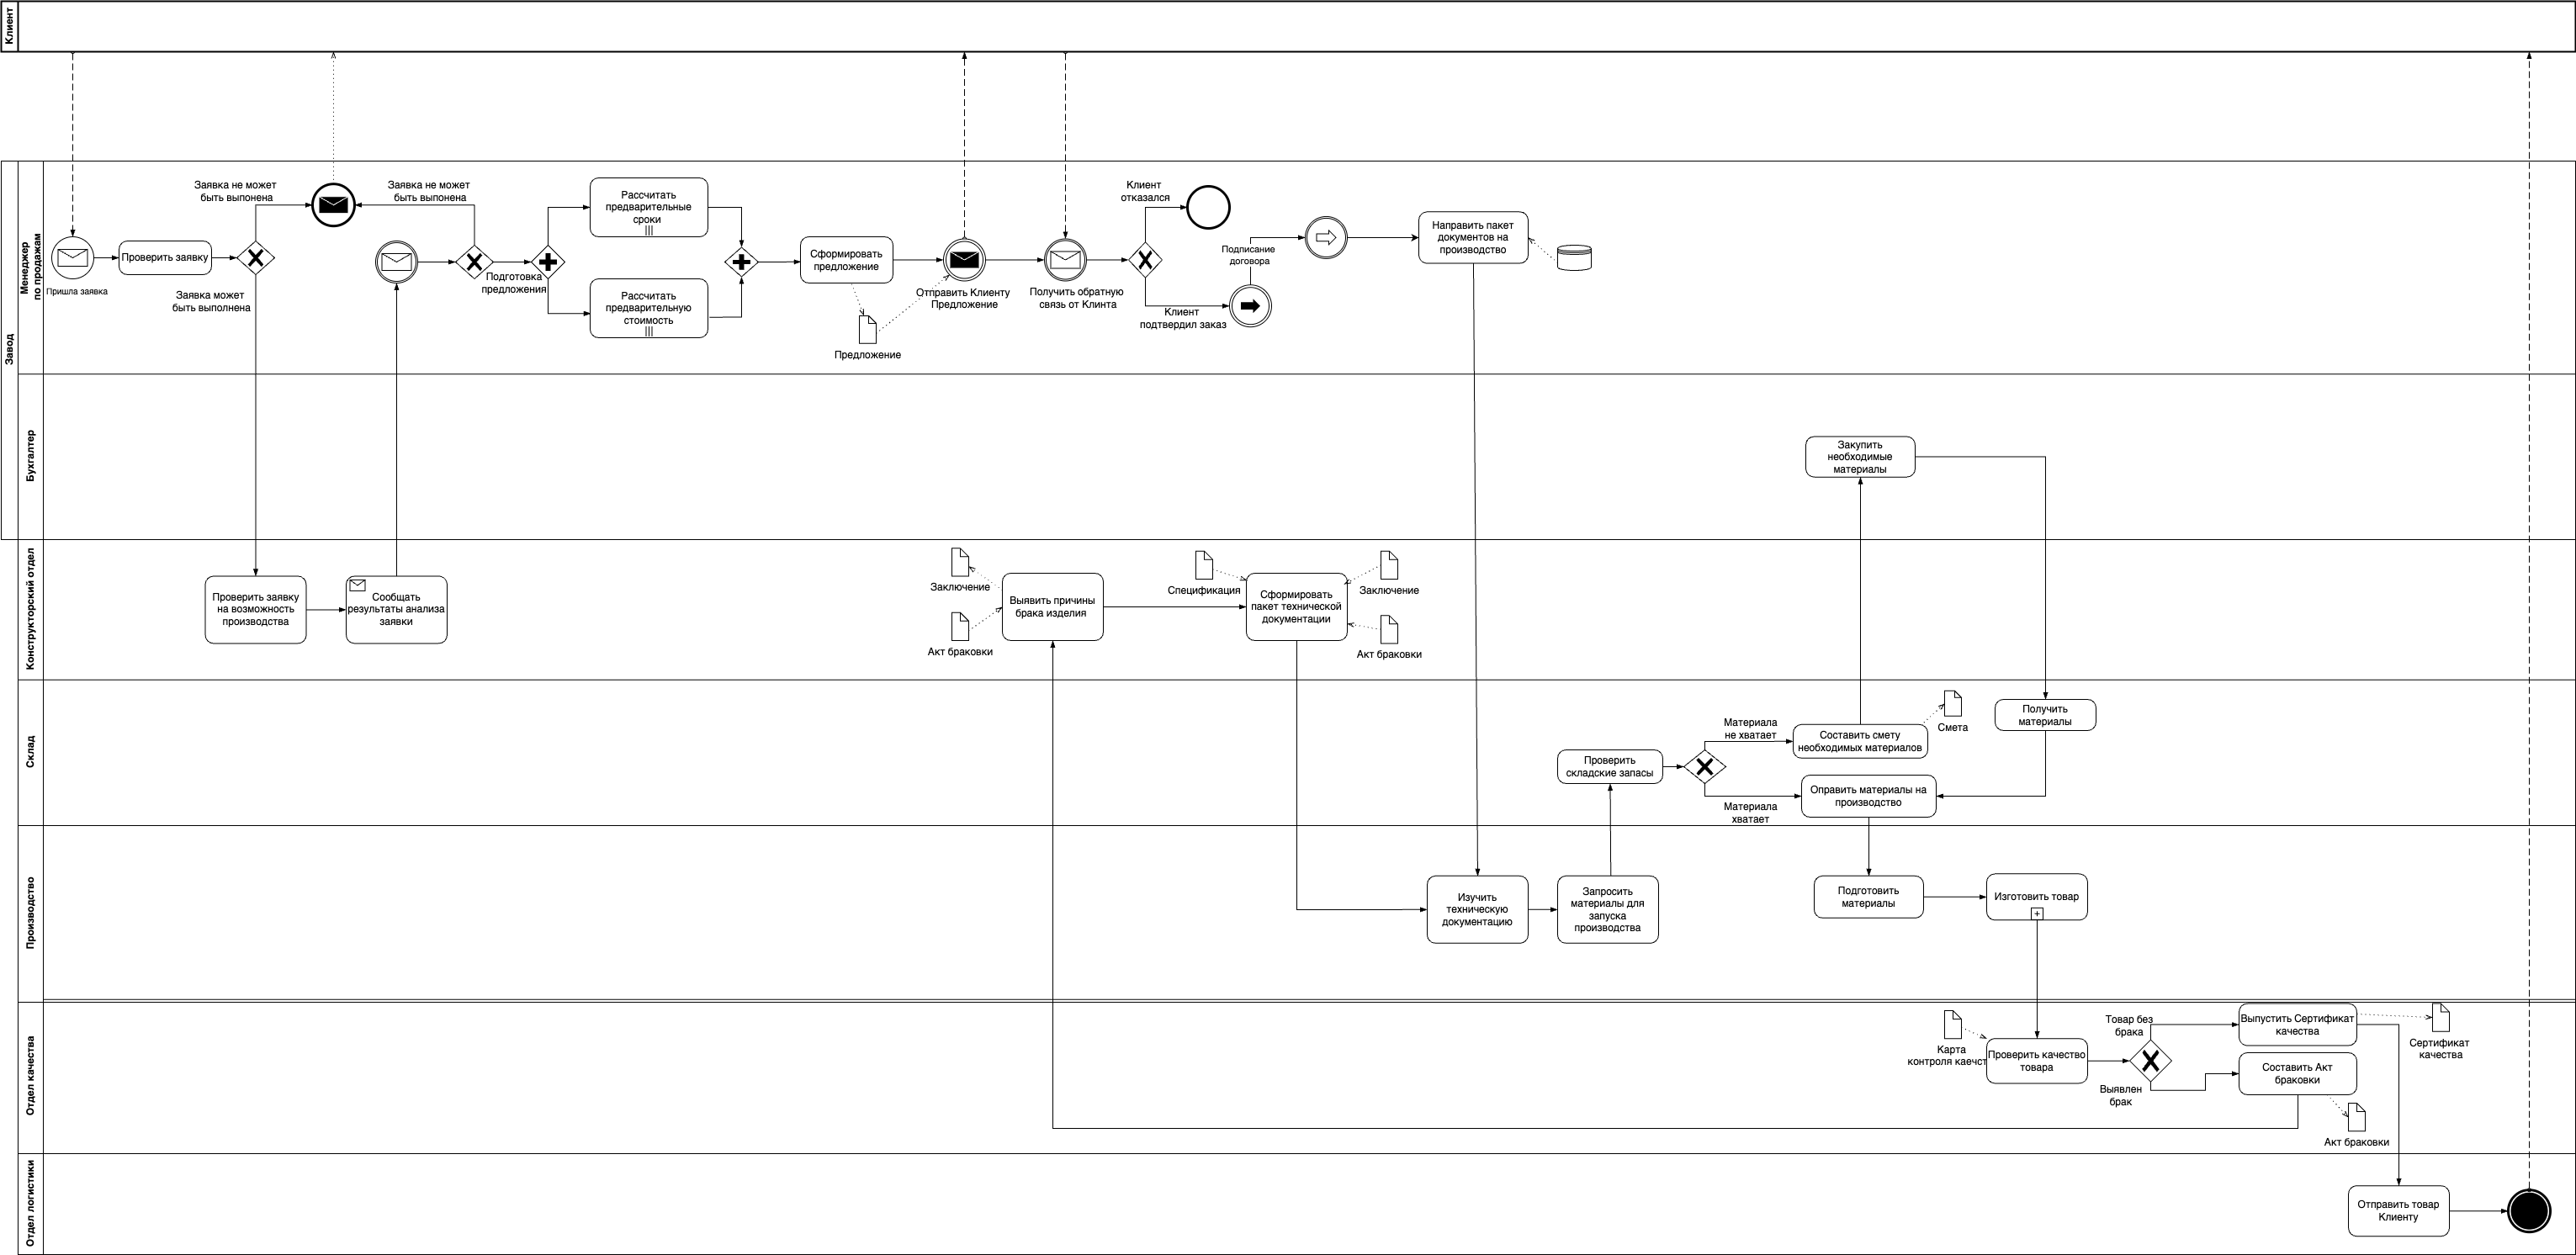 Клиент
Завод
Менеджер
по продажам
Пришла заявка
Проверить заявку
Заявка не может
быть выпонена
Заявка может
быть выполнена
Заявка не может
быть выпонена
Подготовка
предложения
Рассчитать
предварительные
сроки
Рассчитать
предварительную
стоимость
Сформировать
предложение
Предложение
Отправить Клиенту
Предложение
Получить обратную
связь от Клинта
Клиент
отказался
Клиент
подтвердил заказ
Подписание
договора
Направить пакет
документов на
производство
Бухгалтер
Закупить
необходимые
материалы
Конструкторский отдел
Проверить заявку
на возможность
производства
Сообщать
результаты анализа
заявки
Заключение
Акт браковки
Выявить причины
брака изделия
Спецификация
Сформировать
пакет технической
документации
Заключение
Акт браковки
Склад
Проверить
складские запасы
Материала
не хватает
Материала
хватает
Составить смету
необходимых материалов
Смета
Оправить материалы на
производство
Получить
материалы
Производство
Изучить
техническую
документацию
Запросить
материалы для
запуска
производства
Подготовить
материалы
Изготовить товар
Отдел качества
Карта
контроля каечст
Проверить качество
товара
Товар без
брака
Выявлен
брак
Выпустить Сертификат
качества
Сертификат
качества
Составить Акт
браковки
Акт браковки
Отдел логистики
Отправить товар
Клиенту